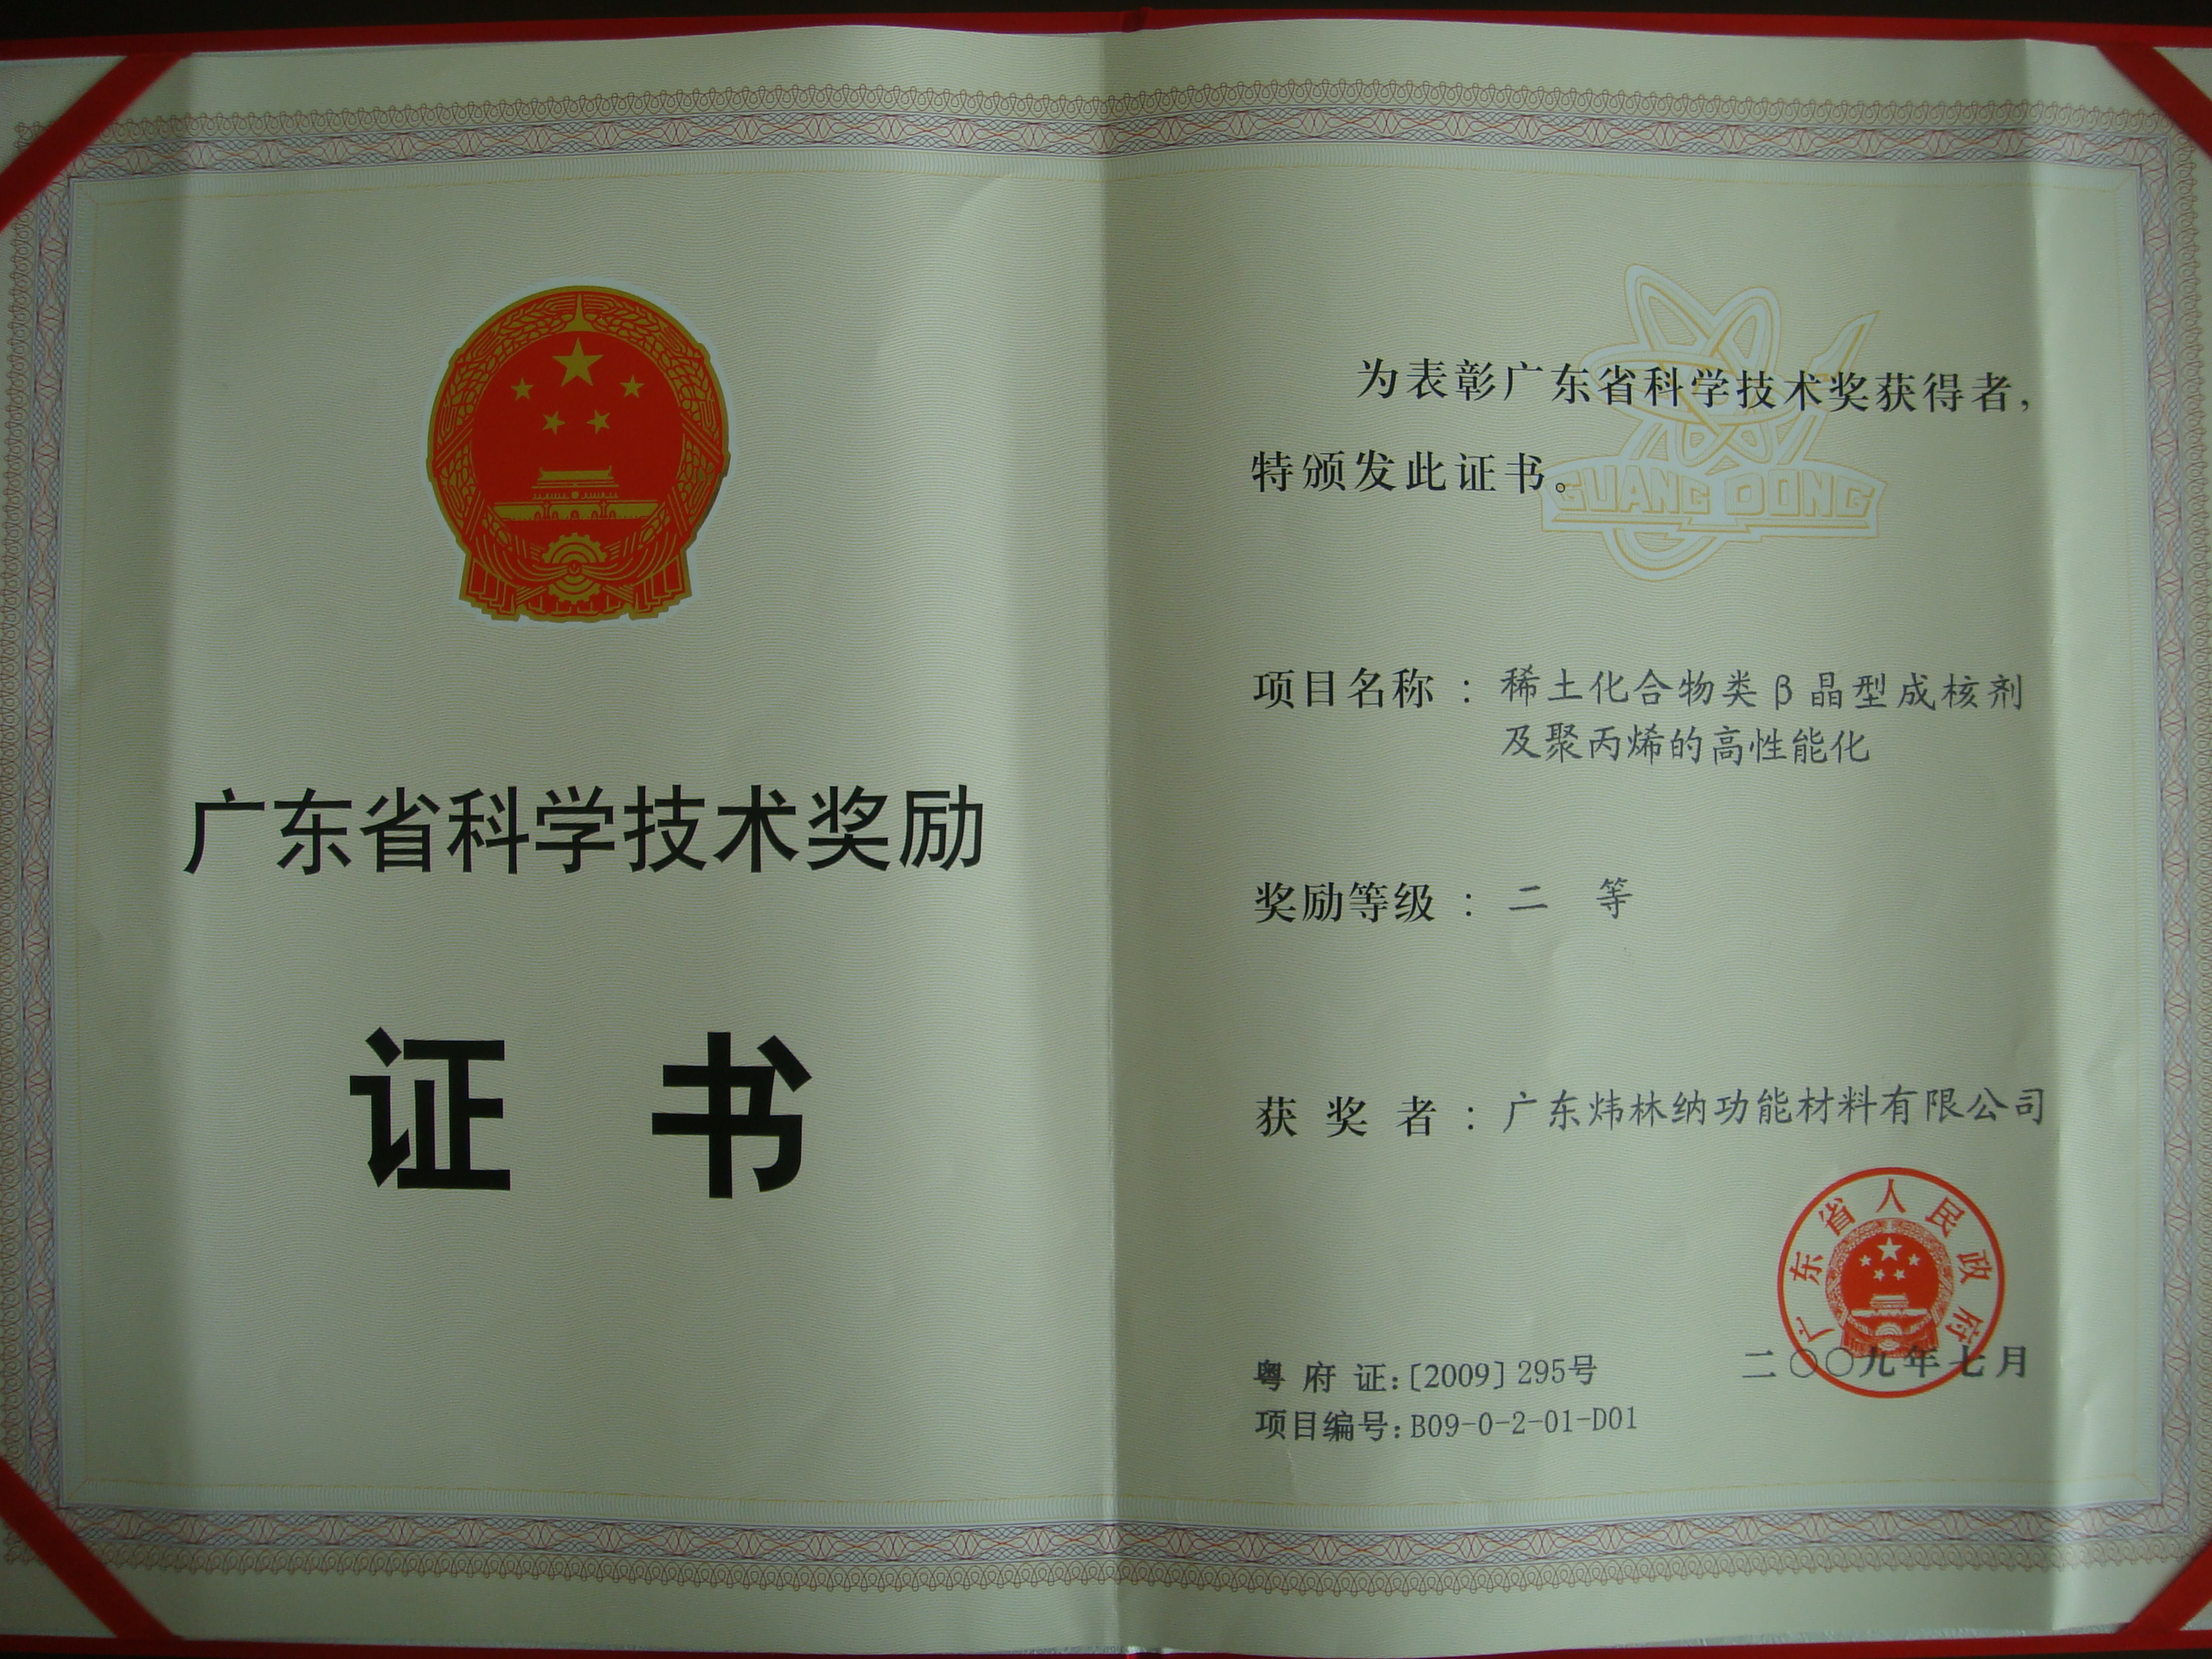 广东省科学技术奖励
证 书
为表彰广东省科学技术奖获得者，
特颁发此证书。
GUANG DONG
项目名称：稀土化合物类β晶型成核剂
及聚丙烯的高性能化
奖励等级：二 等
获奖者：广东炜林纳功能材料有限公司
广东省人民政府
二〇〇九年七月
粤府证:〔2009〕295号
项目编号:B09-0-2-01-D01